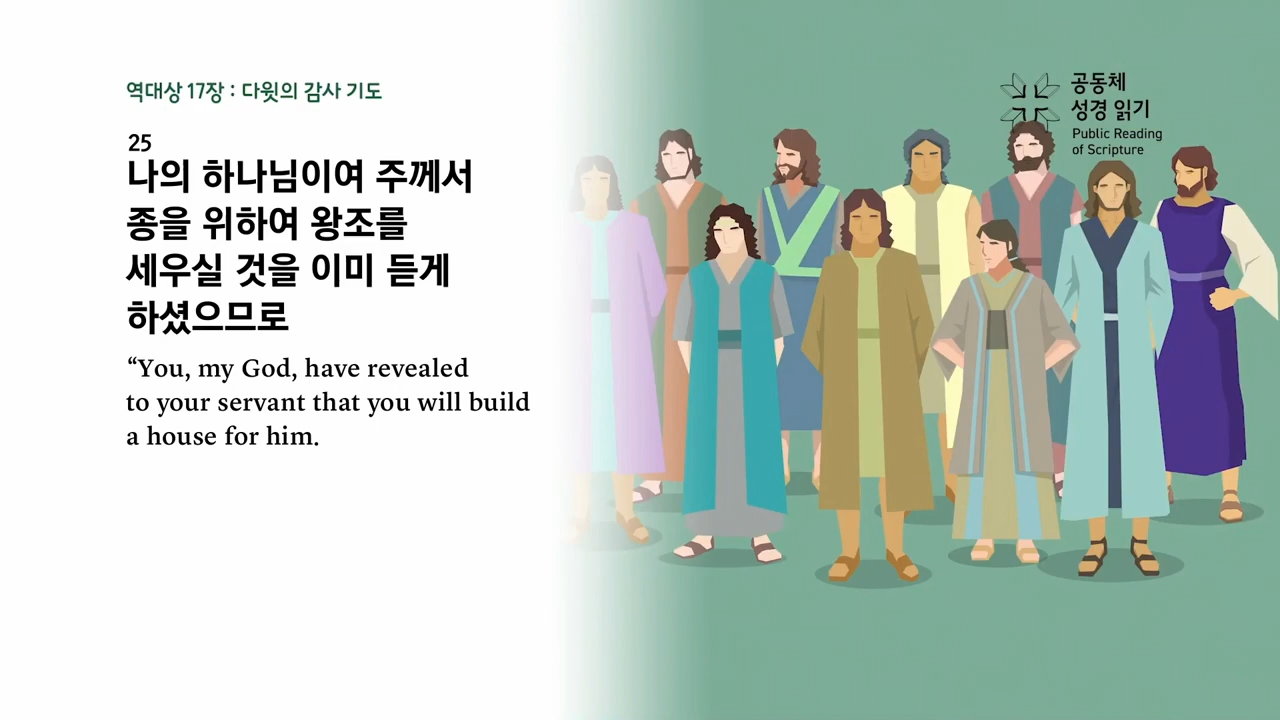 역대상 17장 : 다윗의 감사 기도
25
나의 하나님이여 주께서
종을 위하여 왕조를
세우실 것을 이미 듣게
하셨으므로
“You, my God, have revealed
to your servant that you will build
a house for him.
공동체
성경 읽기
Public Reading
of Scripture